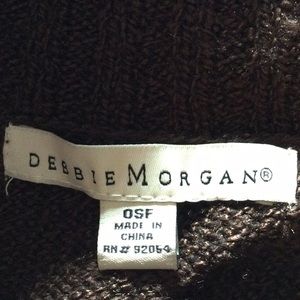 DEBBIE MORGAN®
OSF
MADE IN
CHINA
RN# 92054